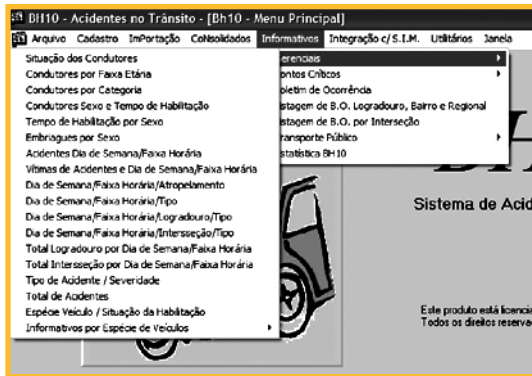 BH10 - Acidentes no Trânsito - [Bh10 - Menu Principal]
Arquivo Cadastro ImPortação CoNsolidados Informativos Integração c/ S.I.M. Utilitários Janela
Situação dos Condutores
Condutores por Faixa Etária
Condutores por Categoria
Condutores Sexo e Tempo de Habilitação
Tempo de Habilitação por Sexo
Embriagues por Sexo
Acidentes Dia de Semana/Faixa Horária
Vítimas de Acidentes e Dia de Semana/Faixa Horária
Dia de Semana/Faixa Horária/Atropelamento
Dia de Semana/Faixa Horária/Tipo
Dia de Semana/Faixa Horária/Logradouro/Tipo
Dia de Semana/Faixa Horária/Intersseção/Tipo
Total Logradouro por Dia de Semana/Faixa Horária
Total Interseção por Dia de Semana/Faixa Horária
Tipo de Acidente / Severidade
Total de Acidentes
Espécie Veículo / Situação da Habilitação
Informativos por Espécie de Veículos
erenciais
ontos Críticos
oletim de Ocorrência
istagem de B.O. Logradouro, Bairro e Regional
istagem de B.O. por Interseção
ransporte Público
statística BH10
BH
Sistema de Acid
Este produto está licencia
Todos os direitos reserva